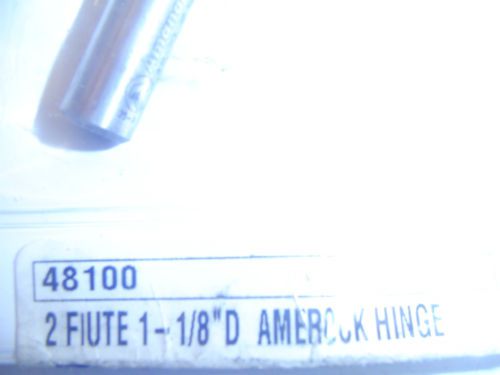 48100
2 FIUTE 1-1/8"D AMEROCK HINGE